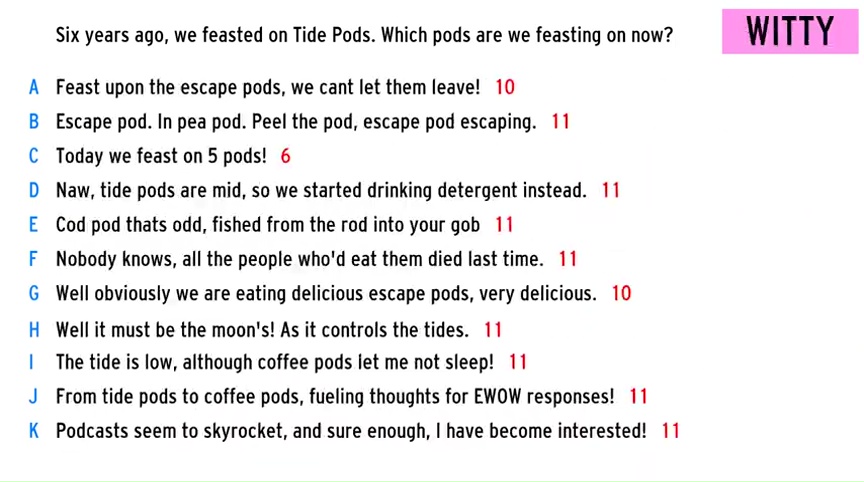 Six years ago, we feasted on Tide Pods. Which pods are we feasting on now?
WITTY
A Feast upon the escape pods, we cant let them leave! 10
B Escape pod. In pea pod. Peel the pod, escape pod escaping. 11
C Today we feast on 5 pods! 6
D Naw, tide pods are mid, so we started drinking detergent instead. 11
E Cod pod thats odd, fished from the rod into your gob 11
F Nobody knows, all the people who'd eat them died last time. 11
G Well obviously we are eating delicious escape pods, very delicious. 10
H Well it must be the moon's! As it controls the tides. 11
I The tide is low, although coffee pods let me not sleep! 11
J From tide pods to coffee pods, fueling thoughts for EWOW responses! 11
K Podcasts seem to skyrocket, and sure enough, I have become interested! 11